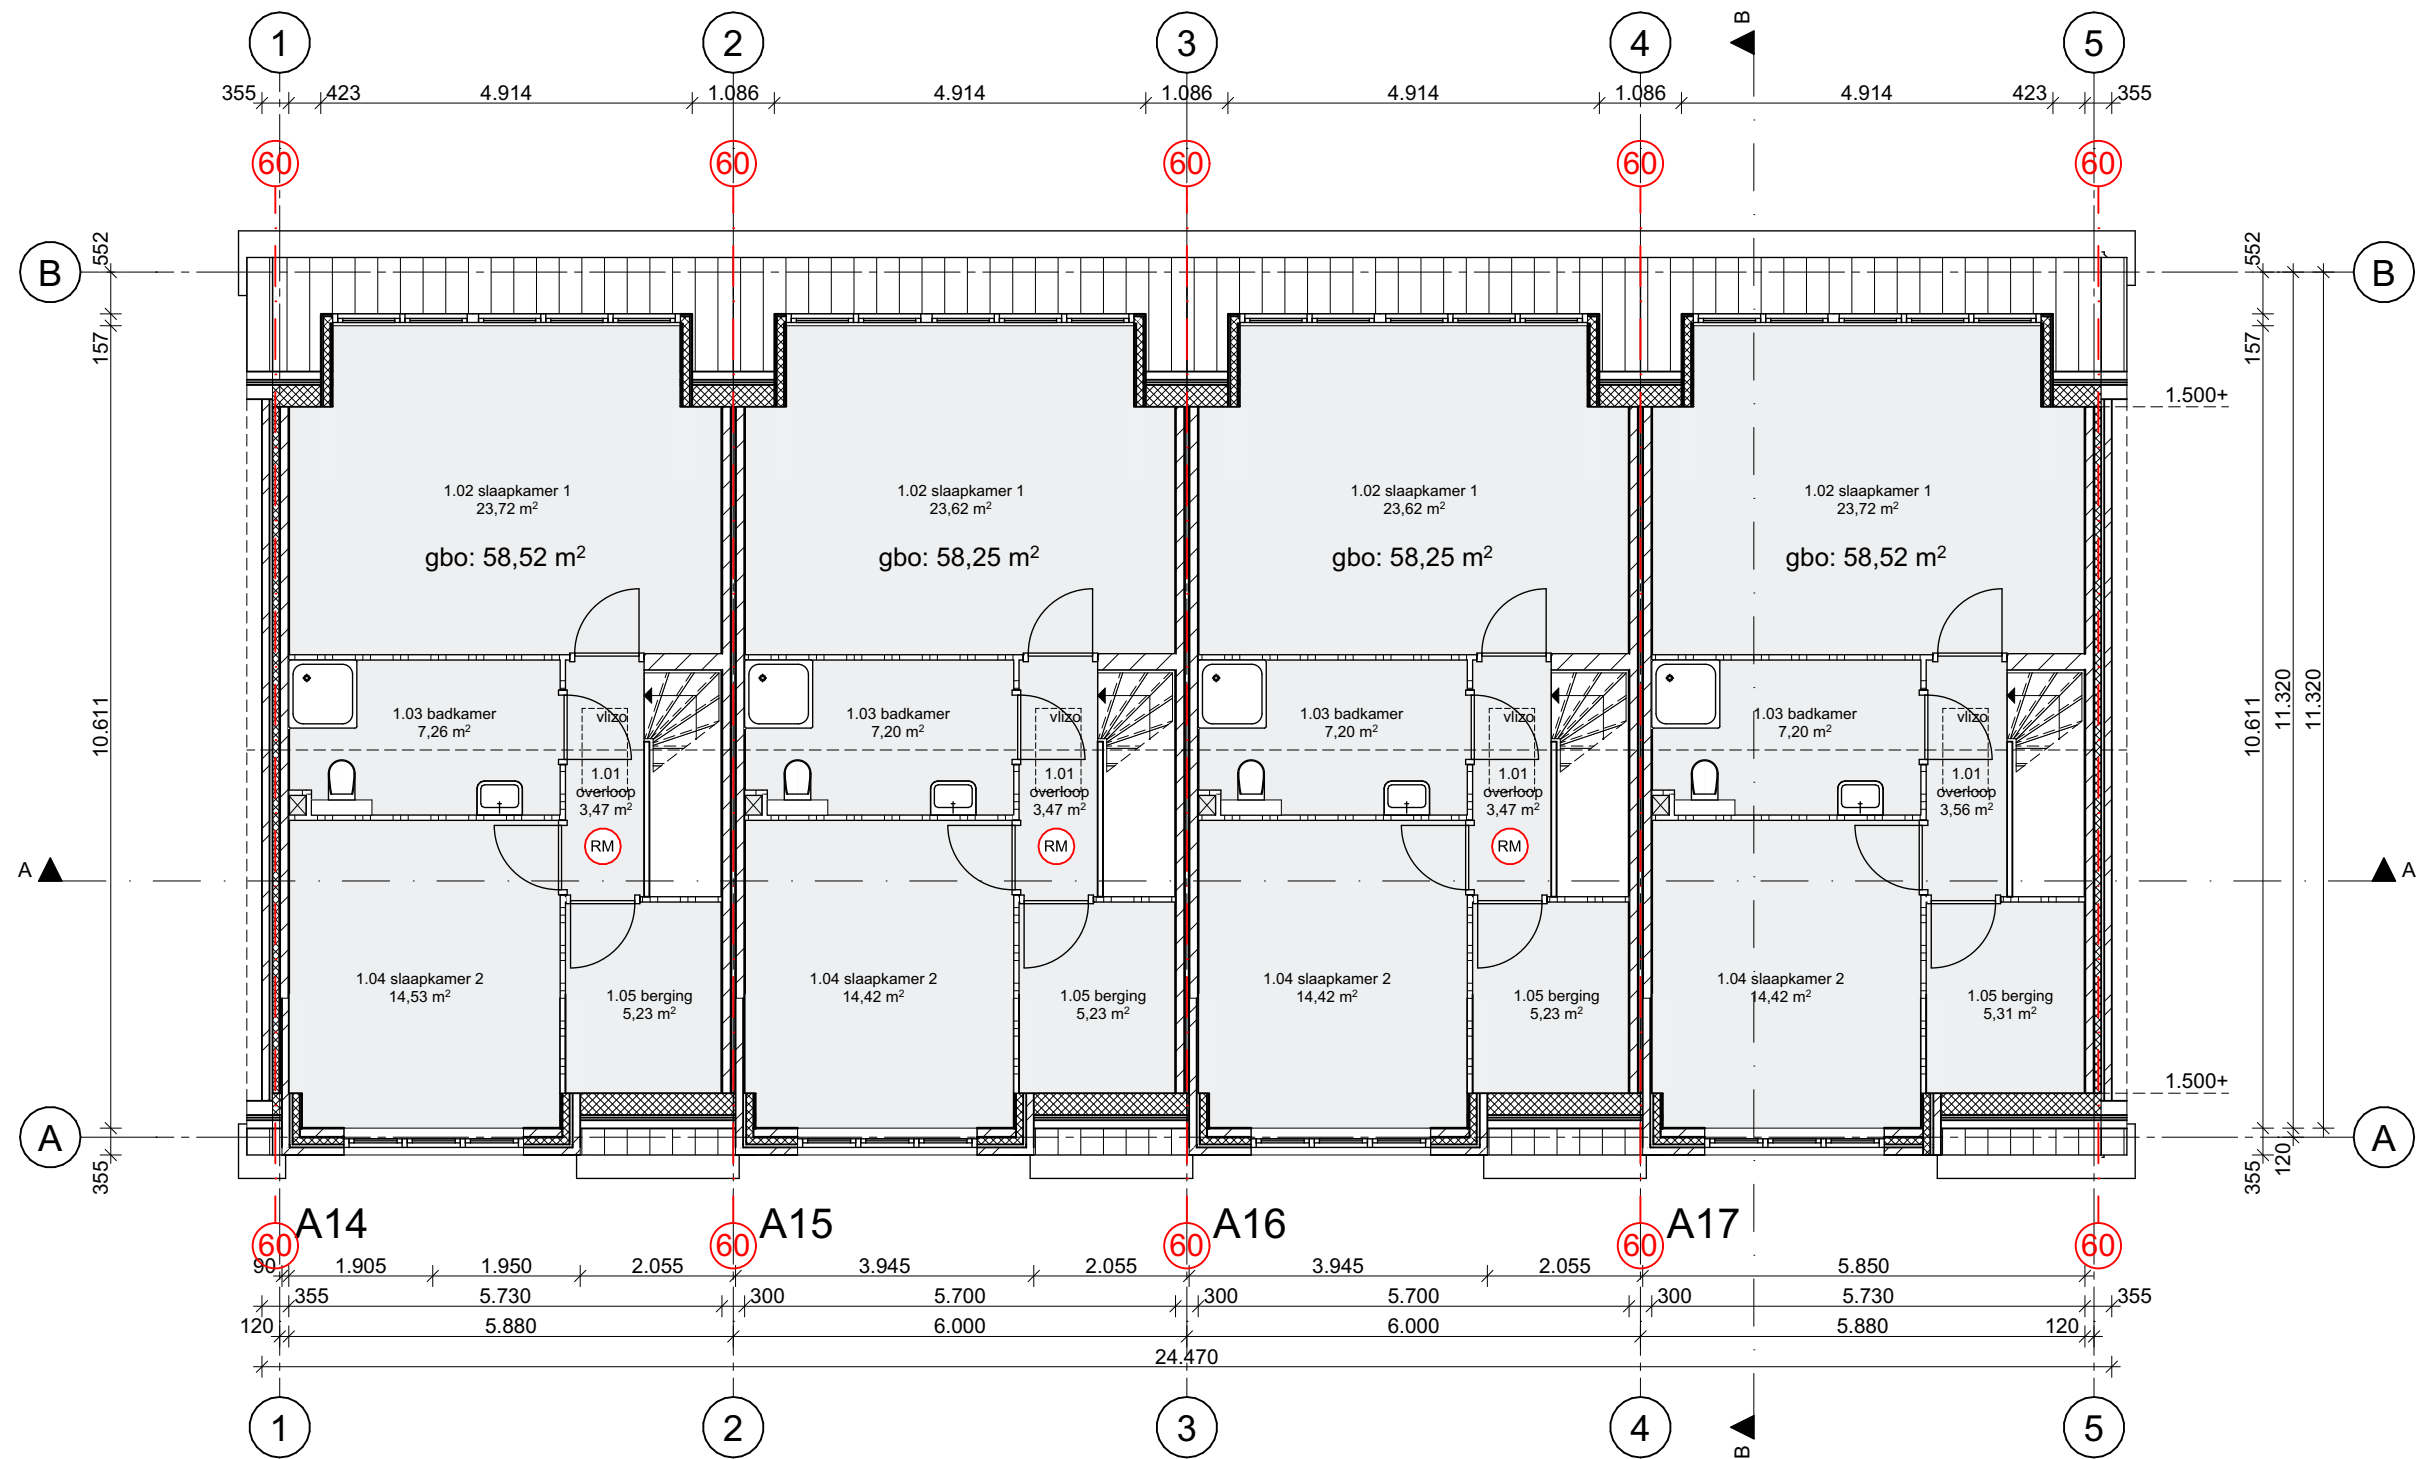 1 2 3 4 B 5
355 423 4.914 1.086 4.914 1.086 4.914 1.086 4.914 423 355
60 60 60 60 60
B 552 552 B
157 157
1.500+
1.02 slaapkamer 1
23,72 m²
gbo: 58,52 m²
1.02 slaapkamer 1
23,62 m²
gbo: 58,25 m²
1.02 slaapkamer 1
23,62 m²
gbo: 58,25 m²
1.02 slaapkamer 1
23,72 m²
gbo: 58,52 m²
10.611 10.611 11.320 11.320
1.03 badkamer
7,26 m²
vlizo
1.01
overloop
3,47 m²
RM
1.03 badkamer
7,20 m²
vlizo
1.01
overloop
3,47 m²
RM
1.03 badkamer
7,20 m²
vlizo
1.01
overloop
3,47 m²
RM
1.03 badkamer
7,20 m²
vlizo
1.01
overloop
3,56 m²
A A
1.04 slaapkamer 2
14,53 m²
1.05 berging
5,23 m²
1.04 slaapkamer 2
14,42 m²
1.05 berging
5,23 m²
1.04 slaapkamer 2
14,42 m²
1.05 berging
5,23 m²
1.04 slaapkamer 2
14,42 m²
1.05 berging
5,31 m²
1.500+
A A
355 355 120
A14 A15 A16 A17
60 60 60 60 60
90 1.905 1.950 2.055 3.945 2.055 3.945 2.055 5.850
355 5.730 300 5.700 300 5.700 300 5.730 355
120 5.880 6.000 6.000 5.880 120
24.470
1 2 3 4 B 5